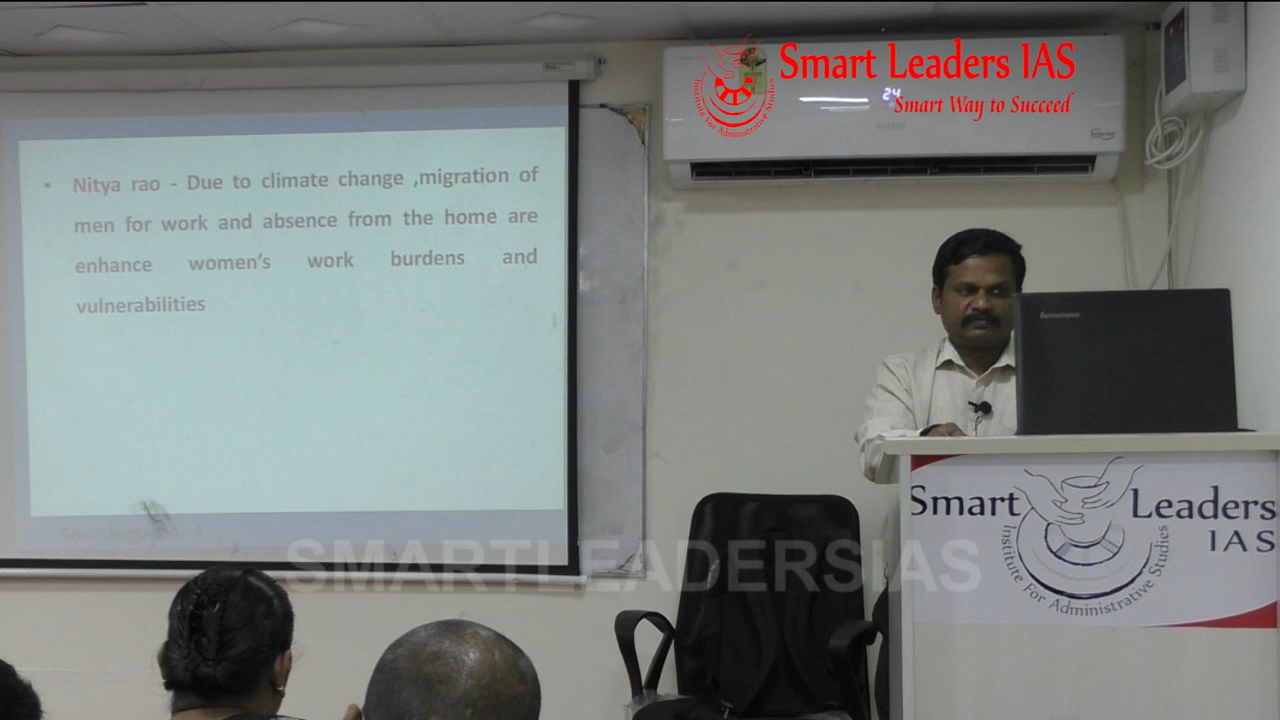 Smart Leaders IAS
Smart Way to Succeed
Institute For Administrative Studies
24
• Nitya rao - Due to climate change ,migration of
men for work and absence from the home are
enhance women's work burdens and
vulnerabilities
lenovo
Smart Leaders
IAS
Institute For Administrative Studies
SMARTLEADERSIAS